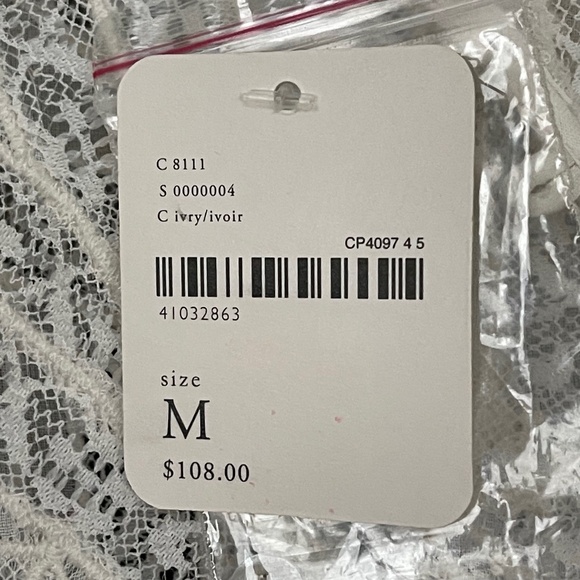 C 8111
S 0000004
C ivry/ivoir
CP4097 4 5
41032863
size
M
$108.00